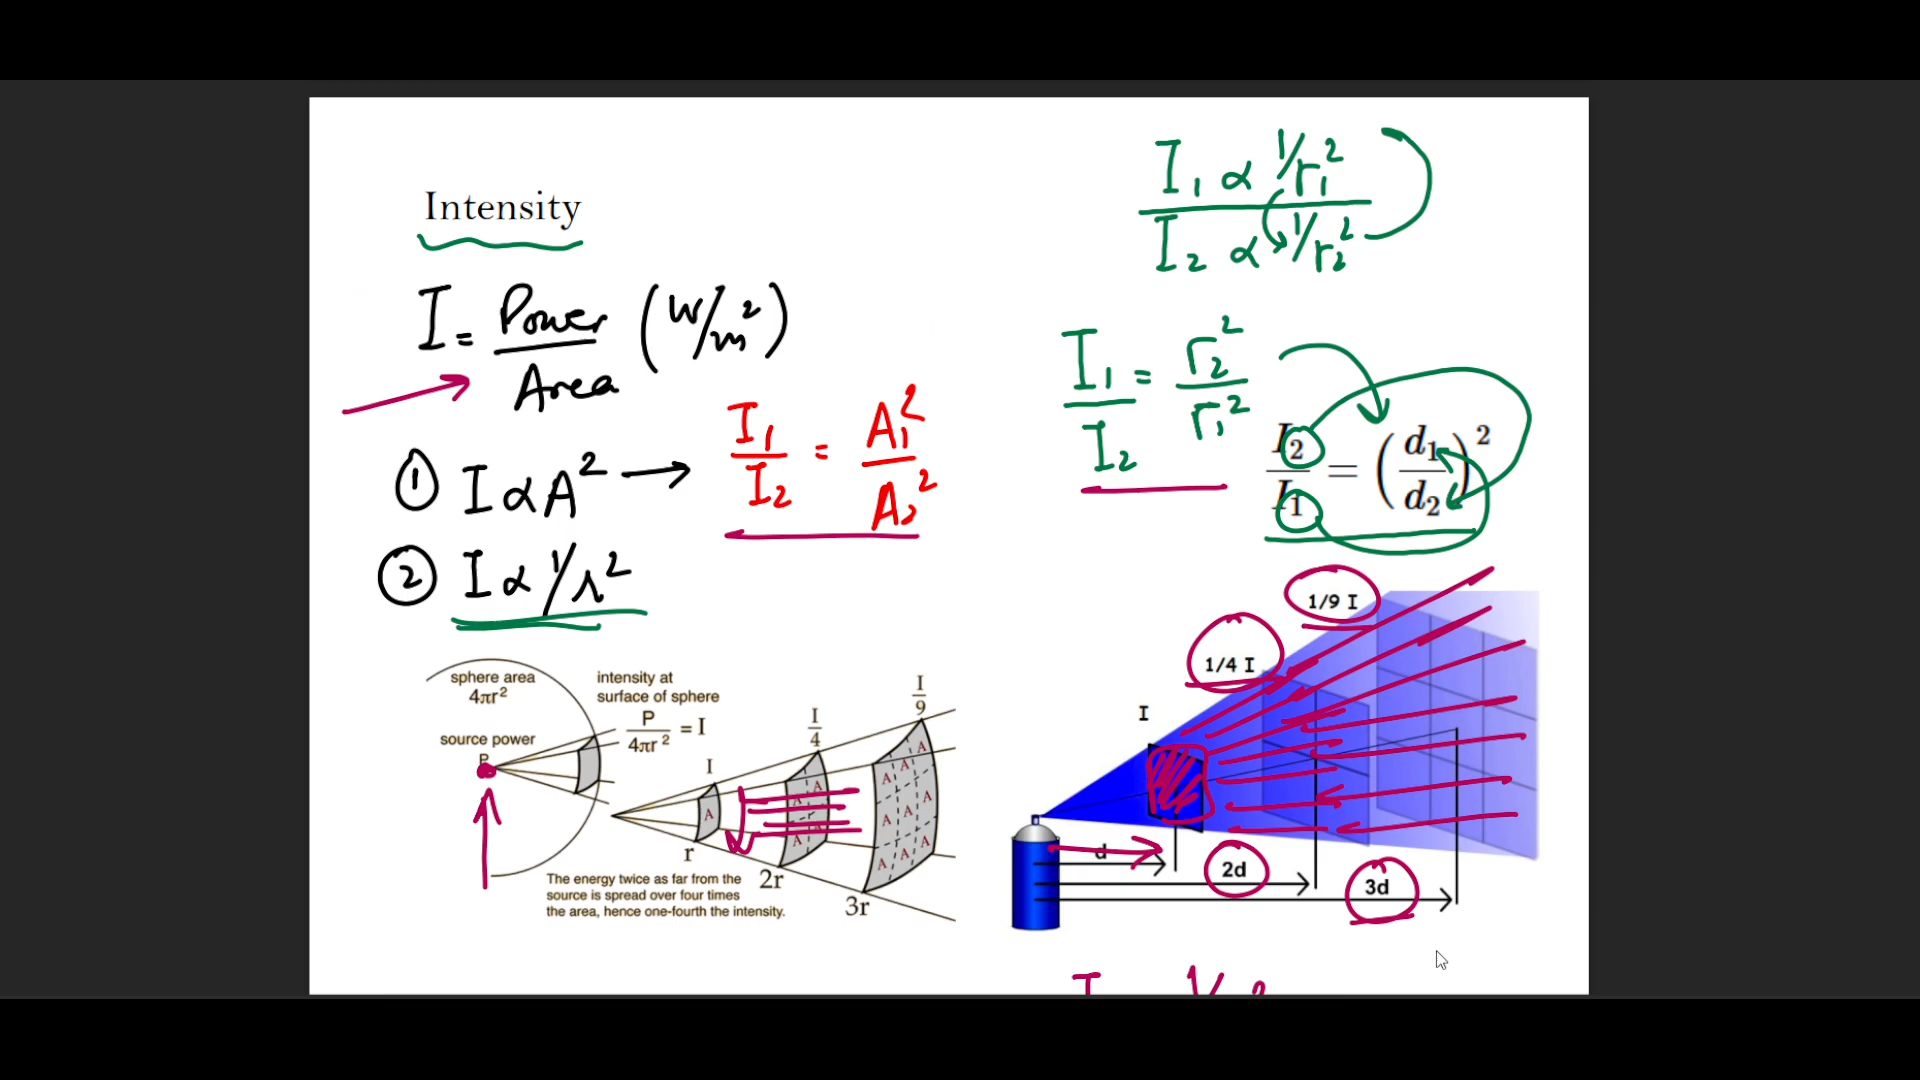 Intensity
I = Power / Area (W/m²)
① I α A² → I₁/I₂ = A₁²/A₂²
② I α 1/r²
I₁ α 1/r₁²
I₂ α 1/r₂²
I₁/I₂ = r₂²/r₁²
I₂/I₁ = (d₁/d₂)²
sphere area
4πr²
source power
P
intensity at
surface of sphere
P/4πr² = I
I
I/4
I/9
A
A A A A
A A A A A A A A A
r
2r
3r
The energy twice as far from the
source is spread over four times
the area, hence one-fourth the intensity.
1/9 I
1/4 I
I
d
2d
3d